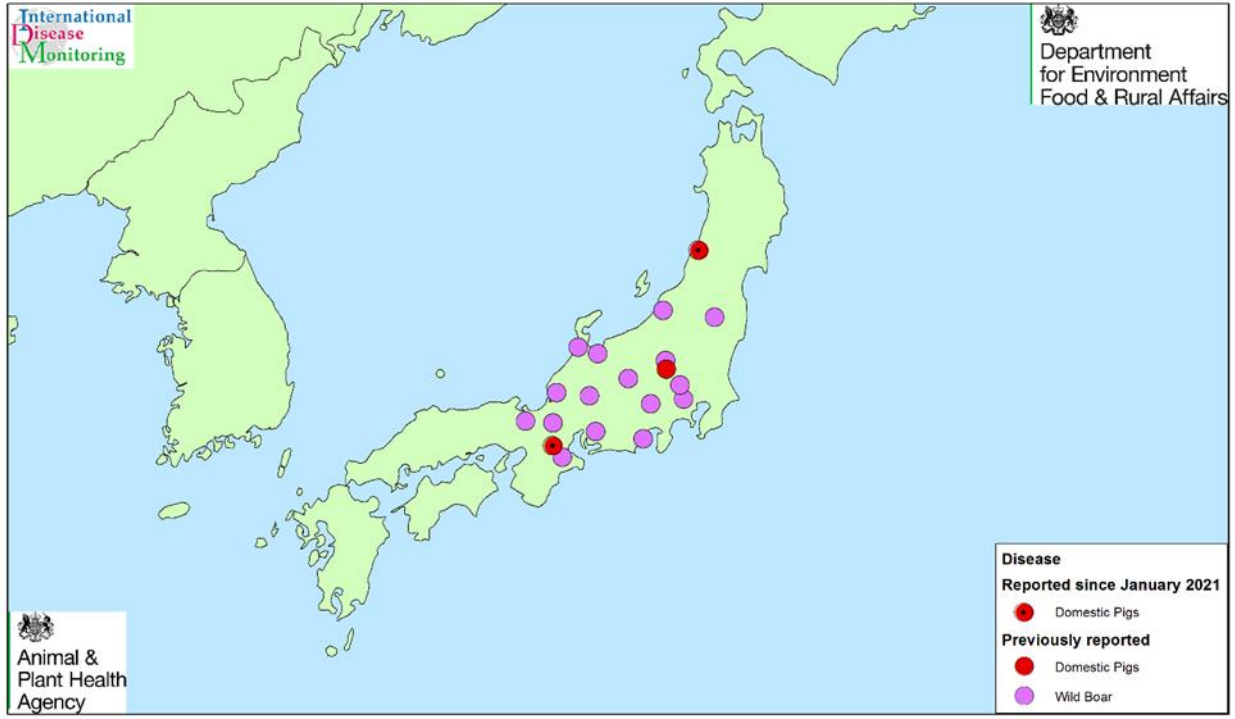 International
Disease
Monitoring
Department
for Environment
Food & Rural Affairs
Animal &
Plant Health
Agency
Disease
Reported since January 2021
Domestic Pigs
Previously reported
Domestic Pigs
Wild Boar